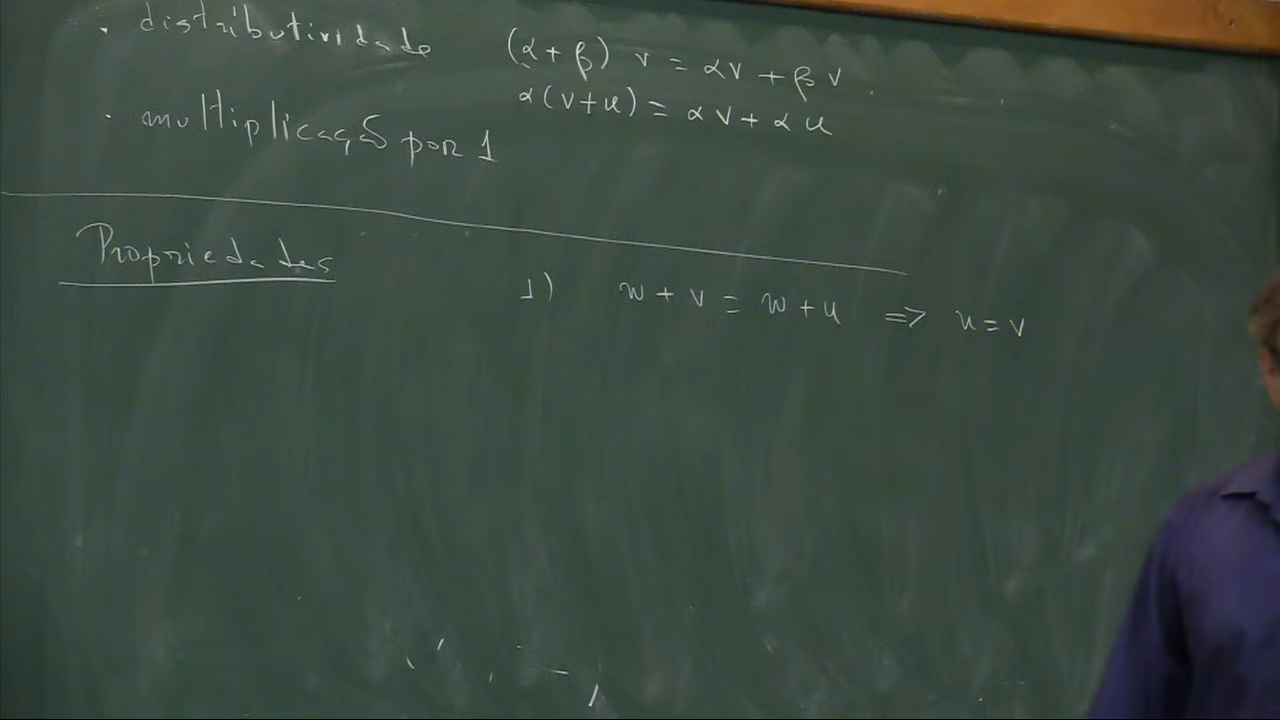 · distributividade (α + β) v = αv + βv
α(v+u) = αv + αu
· multiplicação por 1
Propriedades
1) w + v = w + u => u = v